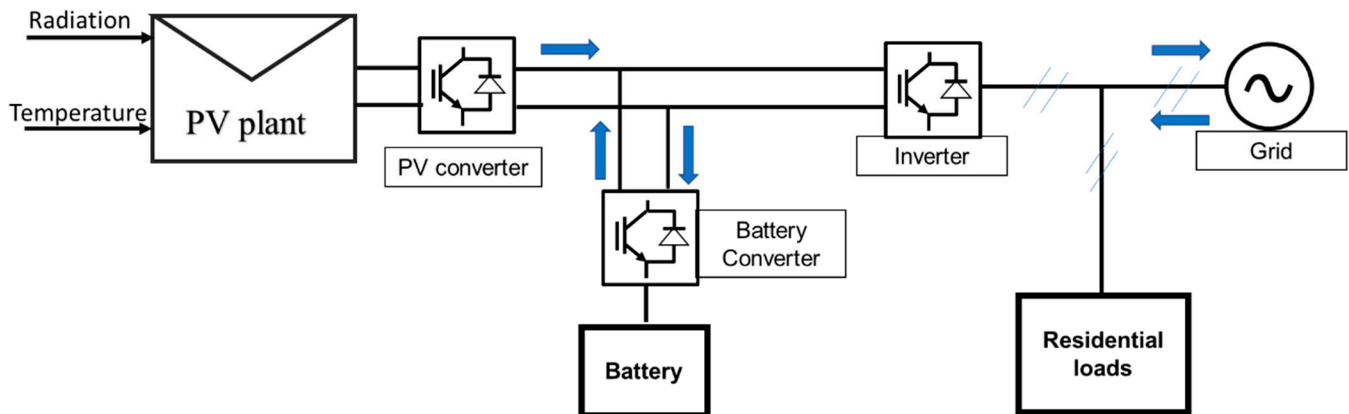 Radiation
Temperature
PV plant
PV converter
Battery
Converter
Battery
Inverter
Grid
Residential
loads